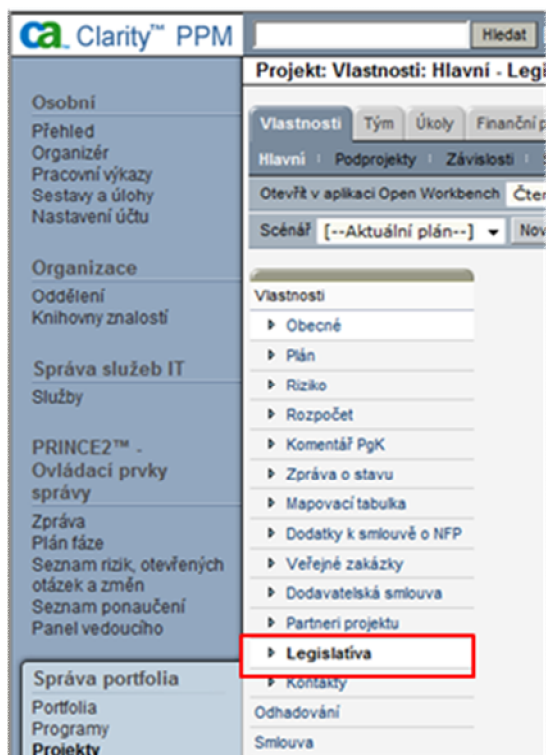 ca Clarity™ PPM
Hledat
Projekt: Vlastnosti: Hlavní -
Osobní
Přehled
Organizér
Pracovní výkazy
Sestavy a úlohy
Nastavení účtu
Organizace
Oddělení
Knihovny znalostí
Správa služeb IT
Služby
PRINCE2™ -
Ovládací prvky
správy
Zpráva
Plán fáze
Seznam rizik, otevřených
otázek a změn
Seznam ponaučení
Panel vedoucího
Správa portfolia
Portfolia
Programy
Projekty
Vlastnosti Tým Úkoly Finanční
Hlavní Podprojekty Závislosti
Otevřít v aplikaci Open Workbench
Scénář [--Aktuální plán--]
Vlastnosti
Obecné
Plán
Riziko
Rozpočet
Komentář PgK
Zpráva o stavu
Mapovací tabulka
Dodatky k smlouvě o NFP
Veřejné zakázky
Dodavatelská smlouva
Partneri projektu
Legislatíva
Kontakty
Odhadování
Smlouva